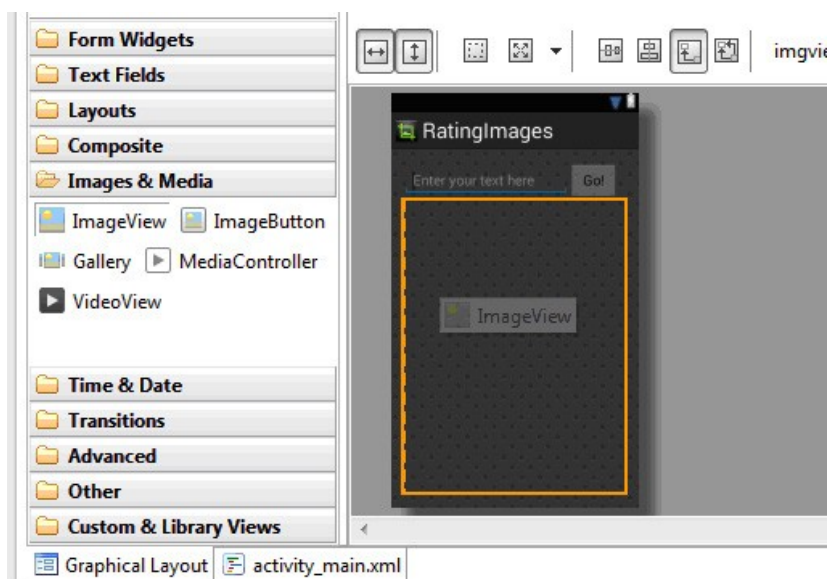 Form Widgets
Text Fields
Layouts
Composite
Images & Media
ImageView ImageButton
Gallery MediaController
VideoView
Time & Date
Transitions
Advanced
Other
Custom & Library Views
Graphical Layout activity_main.xml
imgvie
RatingImages
Enter your text here Go!
ImageView